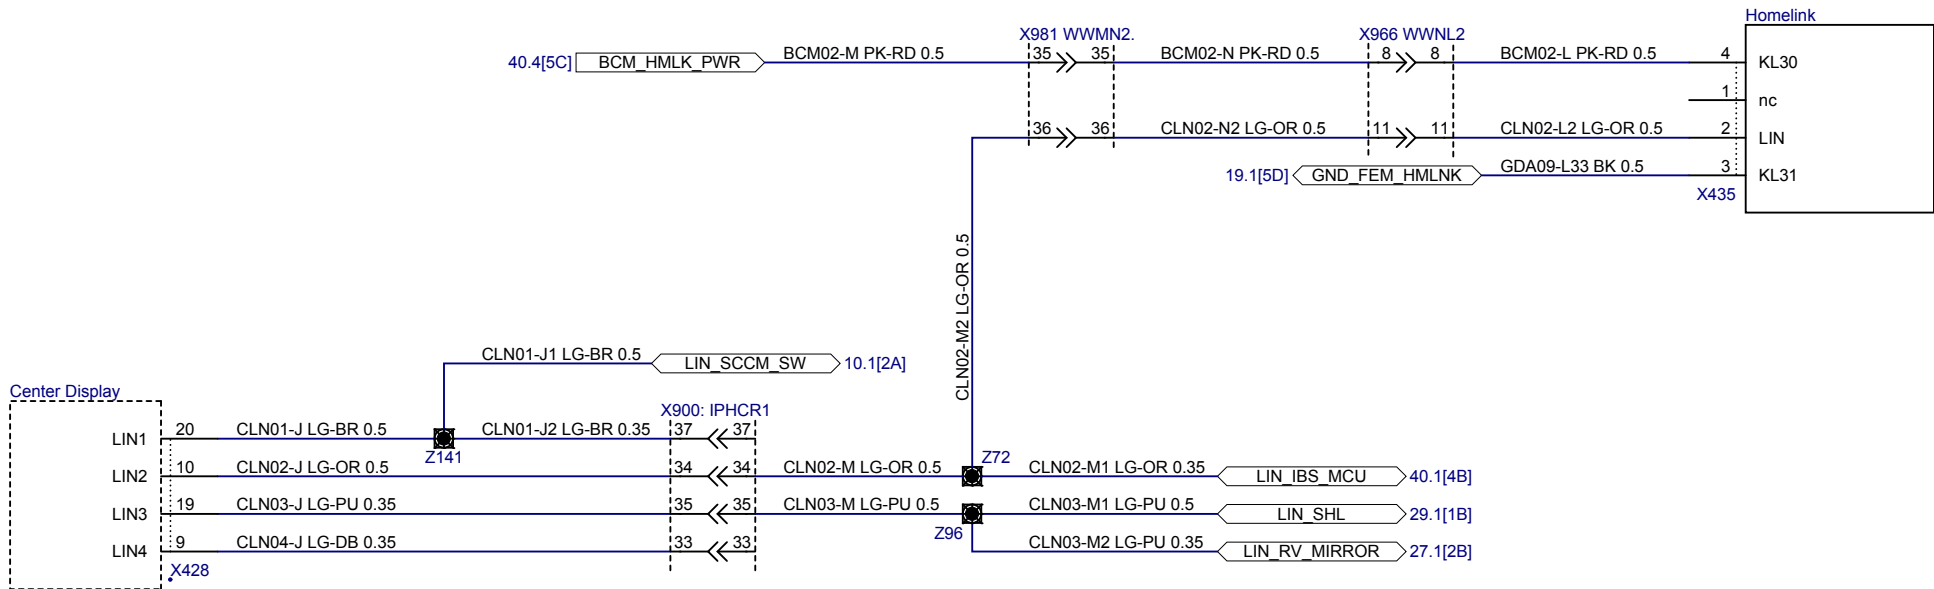 Homelink
X981 WWMN2.
X966 WWNL2
40.4[5C] BCM_HMLK_PWR BCM02-M PK-RD 0.5 35 35 BCM02-N PK-RD 0.5 8 8 BCM02-L PK-RD 0.5 4 KL30
1 nc
36 36 CLN02-N2 LG-OR 0.5 11 11 CLN02-L2 LG-OR 0.5 2 LIN
19.1[5D] GND_FEM_HMLNK GDA09-L33 BK 0.5 3 KL31
X435
CLN02-M2 LG-OR 0.5
CLN01-J1 LG-BR 0.5 LIN_SCCM_SW 10.1[2A]
Center Display
X900: IPHCR1
LIN1 20 CLN01-J LG-BR 0.5 CLN01-J2 LG-BR 0.35 37 37
Z141
Z72
LIN2 10 CLN02-J LG-OR 0.5 34 34 CLN02-M LG-OR 0.5 CLN02-M1 LG-OR 0.35 LIN_IBS_MCU 40.1[4B]
LIN3 19 CLN03-J LG-PU 0.35 35 35 CLN03-M LG-PU 0.5 CLN03-M1 LG-PU 0.5 LIN_SHL 29.1[1B]
Z96
LIN4 9 CLN04-J LG-DB 0.35 33 33 CLN03-M2 LG-PU 0.35 LIN_RV_MIRROR 27.1[2B]
X428